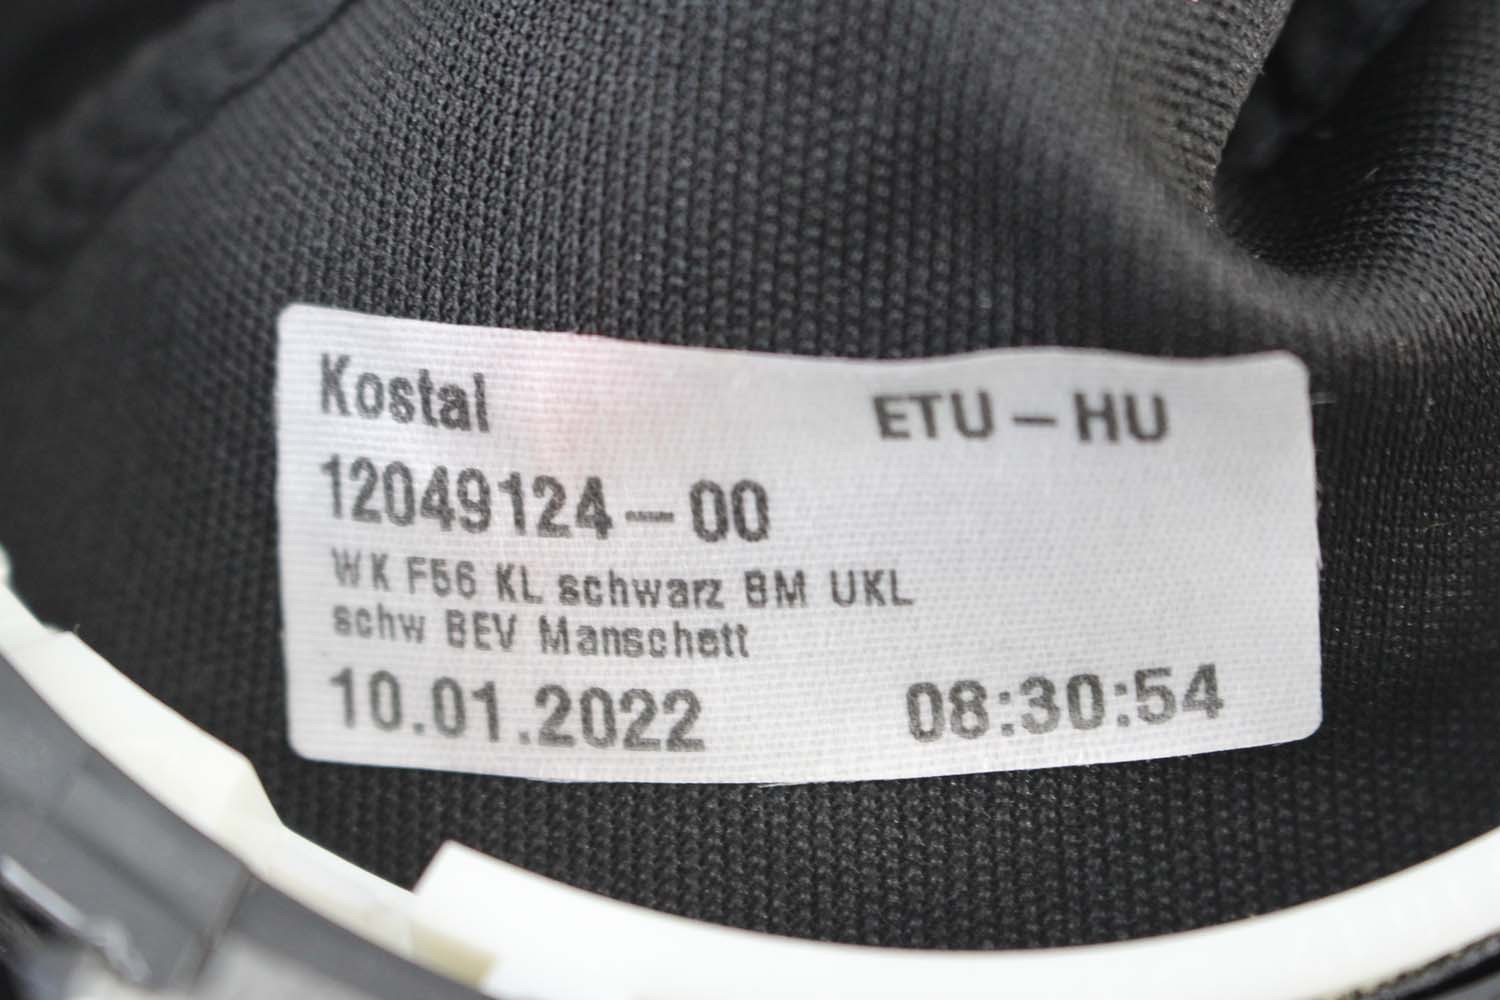 Kostal ETU-HU
12049124-00
WK F56 KL schwarz BM UKL
schw BEV Manschett
10.01.2022 08:30:54